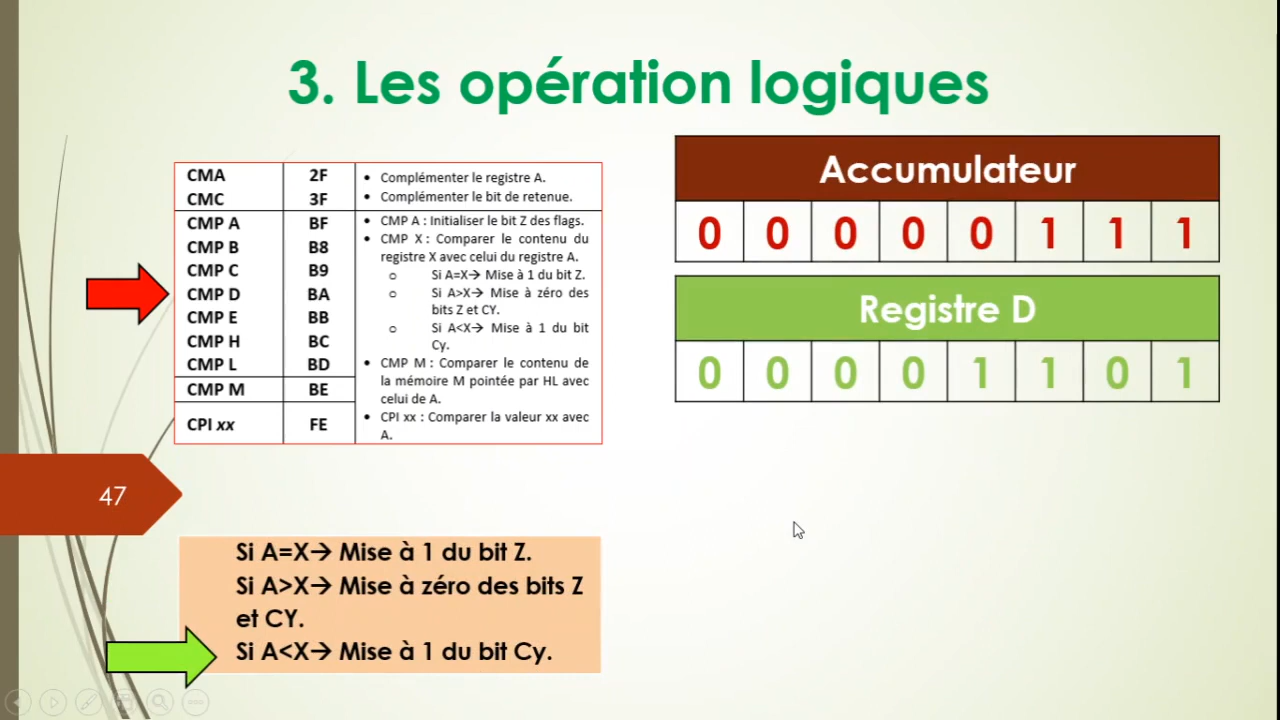 3. Les opération logiques
CMA 2F • Complémenter le registre A.
CMC 3F • Complémenter le bit de retenue.
CMP A BF • CMP A : Initialiser le bit Z des flags.
CMP B B8 • CMP X : Comparer le contenu du
registre X avec celui du registre A.
CMP C B9 o Si A=X→ Mise à 1 du bit Z.
CMP D BA o Si A>X→ Mise à zéro des
bits Z et CY.
CMP E BB o Si A<X→ Mise à 1 du bit
Cy.
CMP H BC
CMP L BD • CMP M : Comparer le contenu de
la mémoire M pointée par HL avec
CMP M BE celui de A.
CPI xx FE • CPI xx : Comparer la valeur xx avec
A.
Accumulateur
0 0 0 0 0 1 1 1
Registre D
0 0 0 0 1 1 0 1
47
Si A=X→ Mise à 1 du bit Z.
Si A>X→ Mise à zéro des bits Z
et CY.
Si A<X→ Mise à 1 du bit Cy.